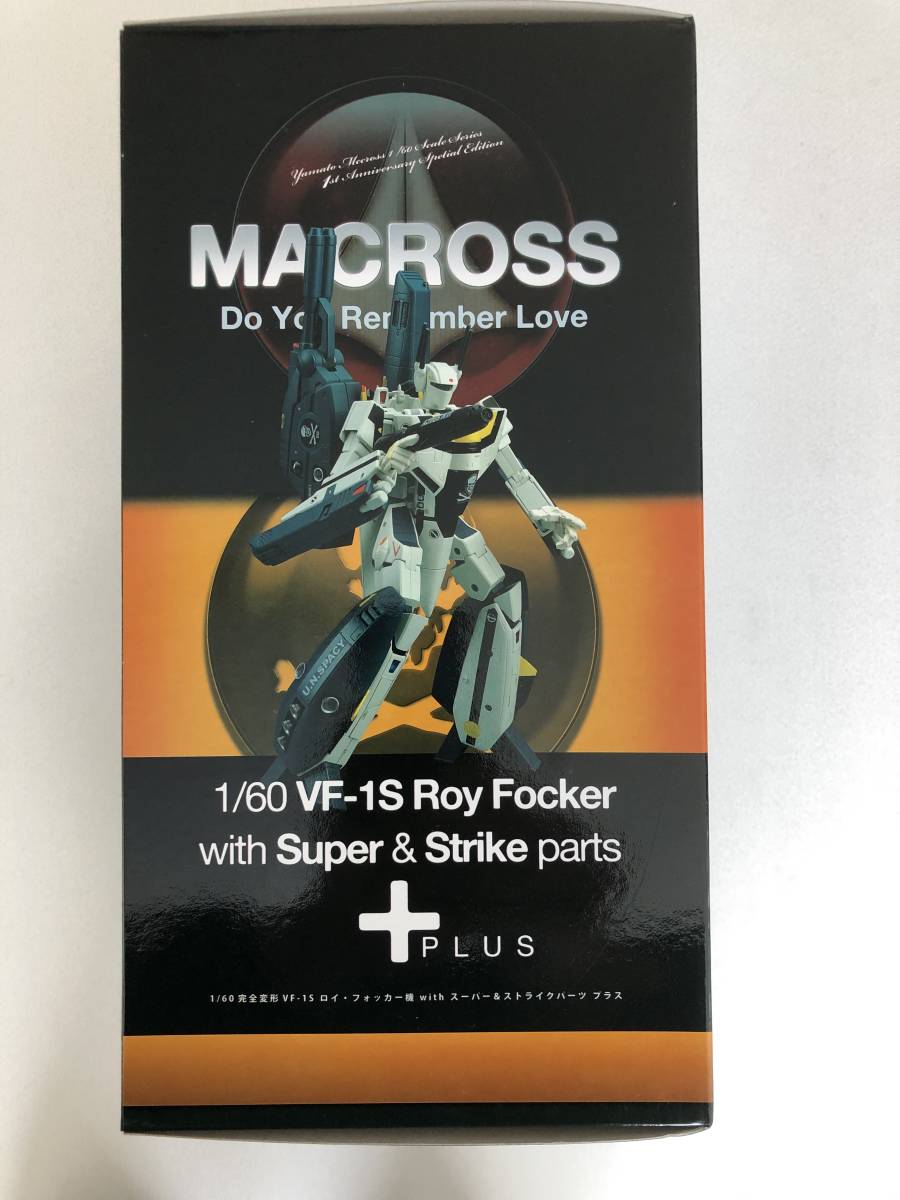 Yamato Mccross 1/60 Scale Series
1st Anniversary Spetial Edition
MACROSS
Do You Remember Love
U.N.SPACY
1/60 VF-1S Roy Focker
with Super & Strike parts
PLUS
1/60 完全変形 VF-1S ロイ・フォッカー機 with スーパー&ストライクパーツ プラス